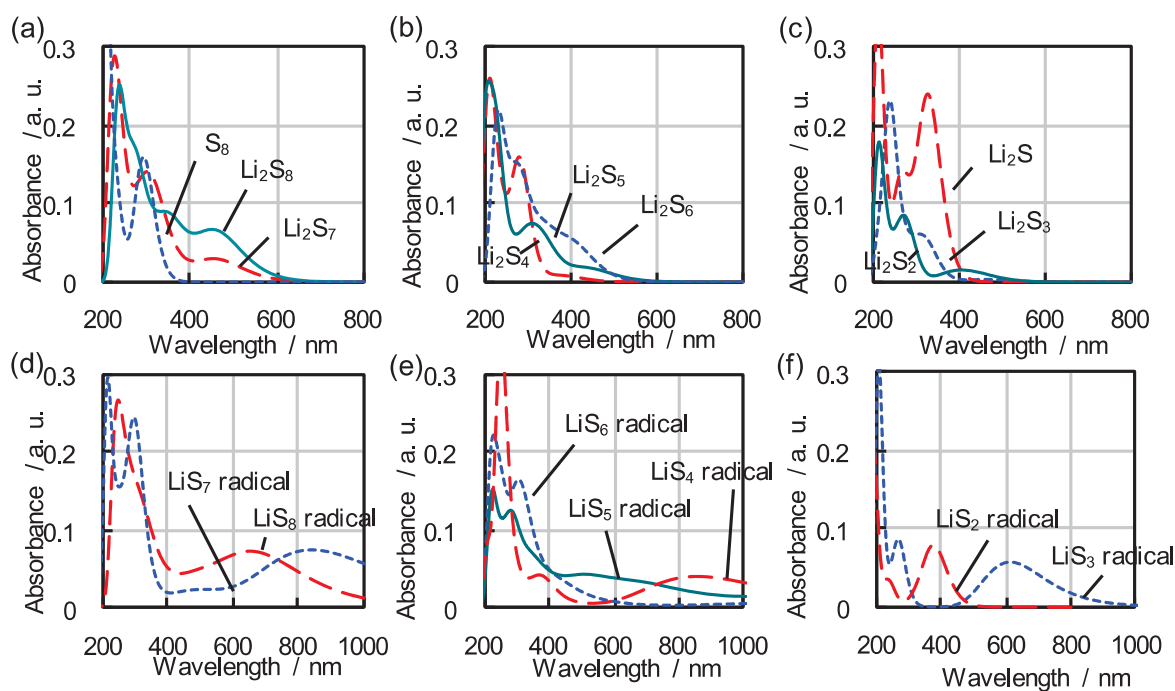 (a)
0.3
0.2
0.1
0
Absorbance / a. u.
S8
Li2S8
Li2S7
200 400 600 800
Wavelength / nm
(b)
0.3
0.2
0.1
0
Absorbance / a. u.
Li2S5
Li2S6
Li2S4
200 400 600 800
Wavelength / nm
(c)
0.3
0.2
0.1
0
Absorbance / a. u.
Li2S
Li2S3
Li2S2
200 400 600 800
Wavelength / nm
(d)
0.3
0.2
0.1
0
Absorbance / a. u.
LiS7 radical
LiS8 radical
200 400 600 800 1000
Wavelength / nm
(e)
0.3
0.2
0.1
0
Absorbance / a. u.
LiS6 radical
LiS4 radical
LiS5 radical
200 400 600 800 1000
Wavelength / nm
(f)
0.3
0.2
0.1
0
Absorbance / a. u.
LiS2 radical
LiS3 radical
200 400 600 800 1000
Wavelength / nm